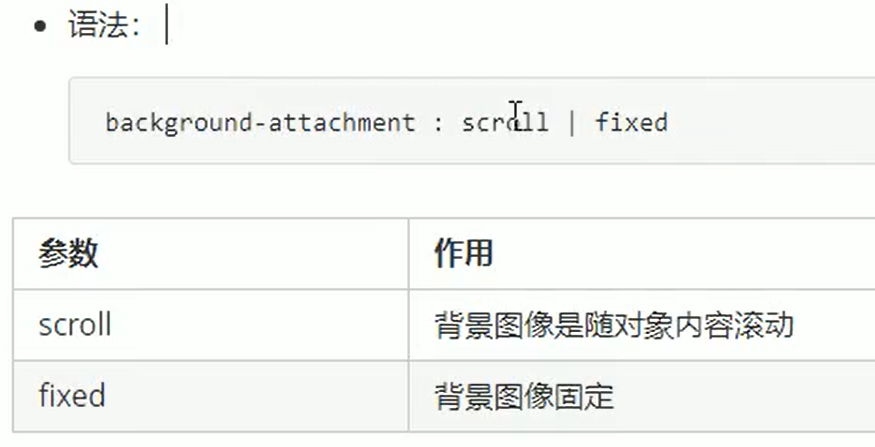 语法：
background-attachment : scroll | fixed
参数 作用
scroll 背景图像是随对象内容滚动
fixed 背景图像固定